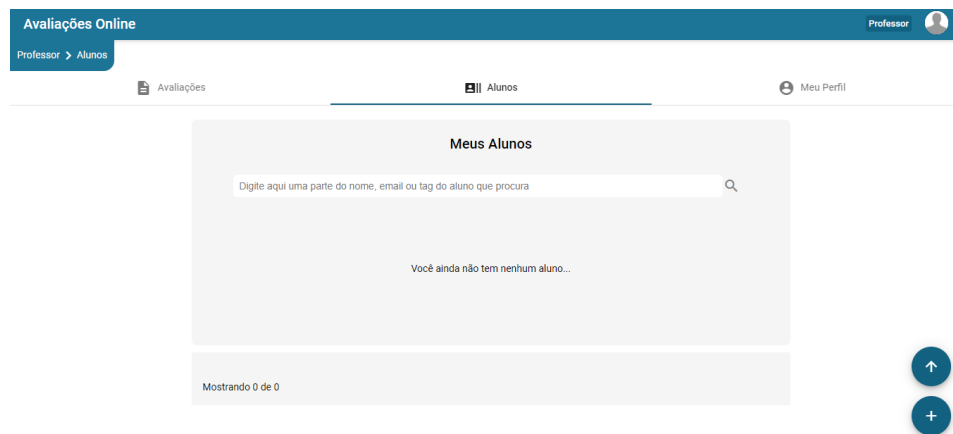 Avaliações Online
Professor
Professor > Alunos
Avaliações
Alunos
Meu Perfil
Meus Alunos
Digite aqui uma parte do nome, email ou tag do aluno que procura
Você ainda não tem nenhum aluno...
Mostrando 0 de 0